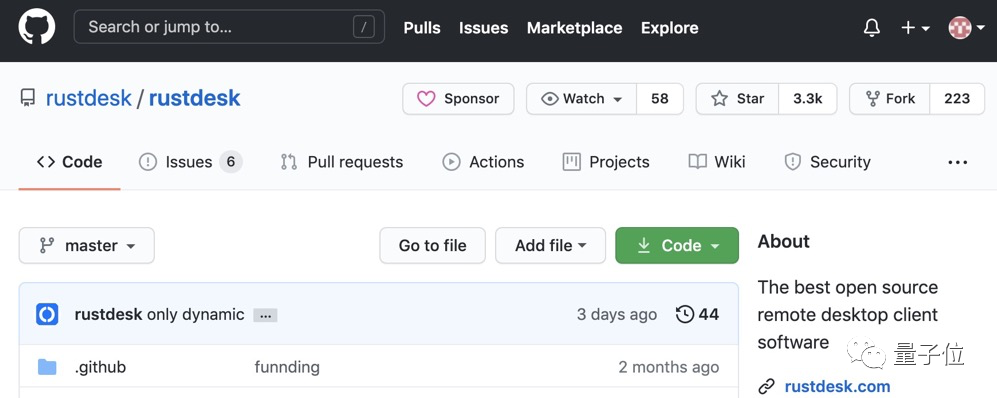 Search or jump to... /
Pulls Issues Marketplace Explore
rustdesk / rustdesk
Sponsor Watch 58 Star 3.3k Fork 223
Code Issues 6 Pull requests Actions Projects Wiki Security ...
master Go to file Add file Code
About
The best open source
remote desktop client
software
rustdesk.com
rustdesk only dynamic ... 3 days ago 44
.github funnding 2 months ago
量子位